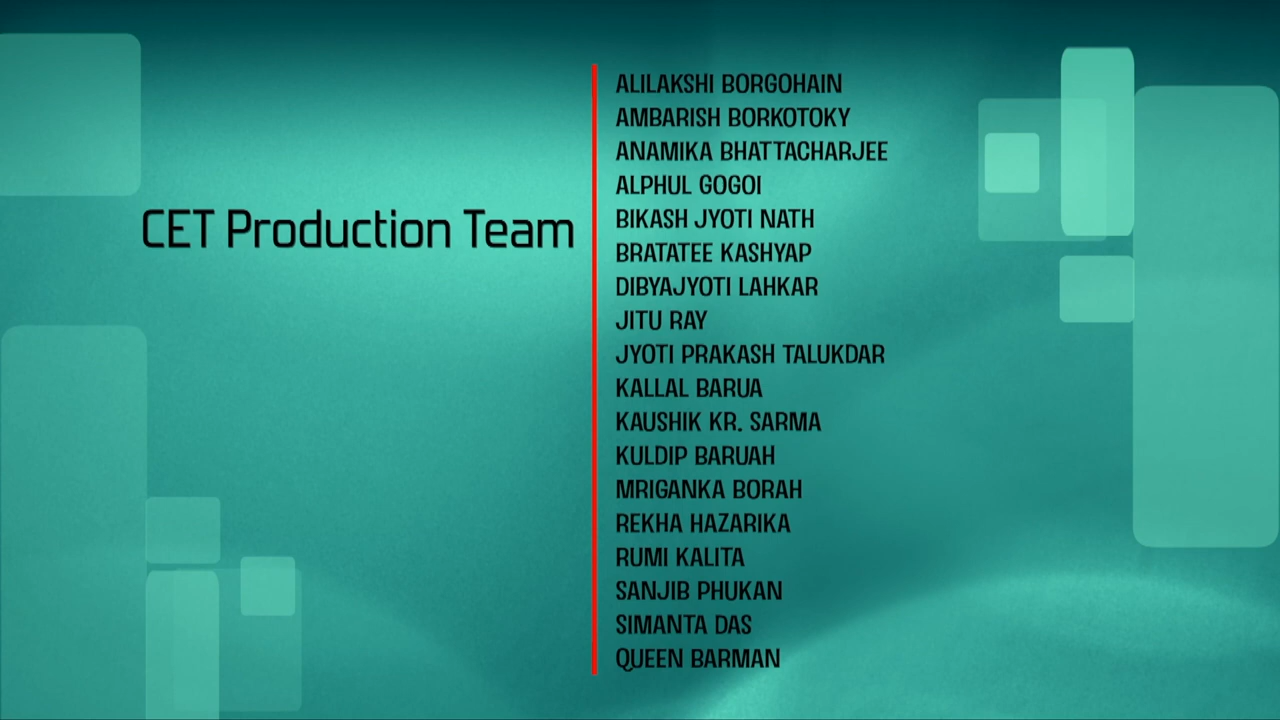 CET Production Team
ALILAKSHI BORGOHAIN
AMBARISH BORKOTOKY
ANAMIKA BHATTACHARJEE
ALPHUL GOGOI
BIKASH JYOTI NATH
BRATATEE KASHYAP
DIBYAJYOTI LAHKAR
JITU RAY
JYOTI PRAKASH TALUKDAR
KALLAL BARUA
KAUSHIK KR. SARMA
KULDIP BARUAH
MRIGANKA BORAH
REKHA HAZARIKA
RUMI KALITA
SANJIB PHUKAN
SIMANTA DAS
QUEEN BARMAN